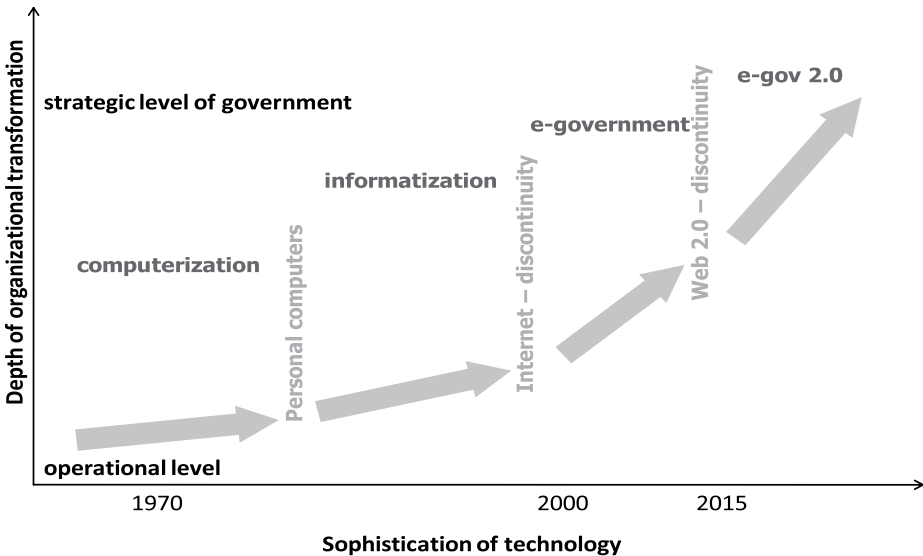 Depth of organizational transformation
e-gov 2.0
strategic level of government
e-government
informatization
computerization
Personal computers
Internet – discontinuity
Web 2.0 – discontinuity
operational level
1970
2000
2015
Sophistication of technology